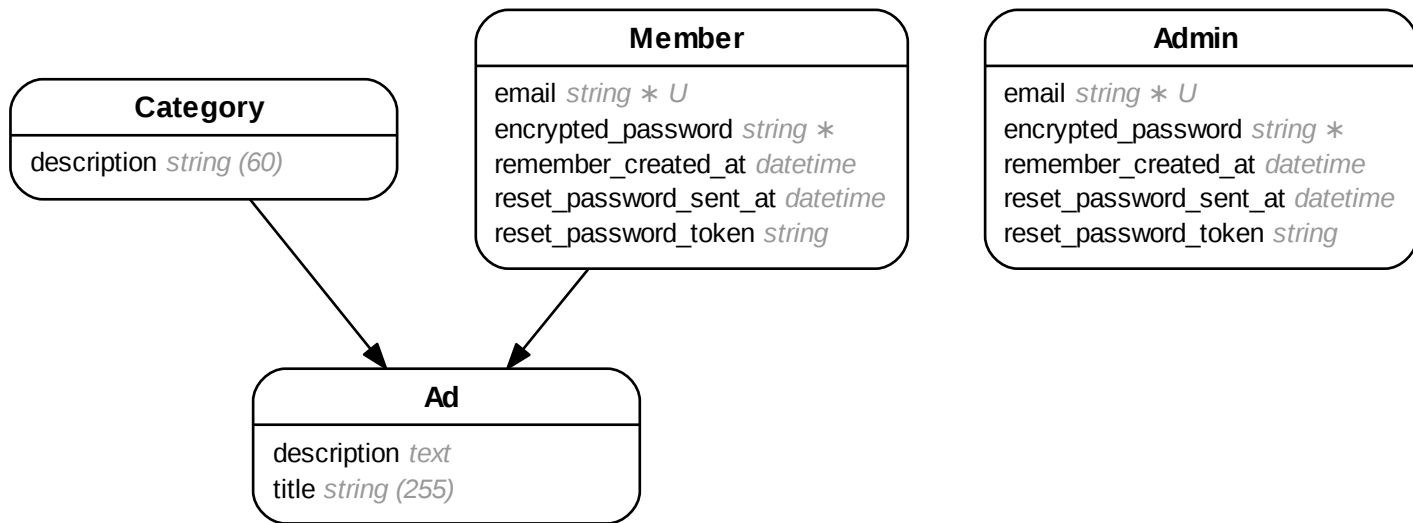 Category
description string (60)
Member
email string ∗ U
encrypted_password string ∗
remember_created_at datetime
reset_password_sent_at datetime
reset_password_token string
Admin
email string ∗ U
encrypted_password string ∗
remember_created_at datetime
reset_password_sent_at datetime
reset_password_token string
Ad
description text
title string (255)